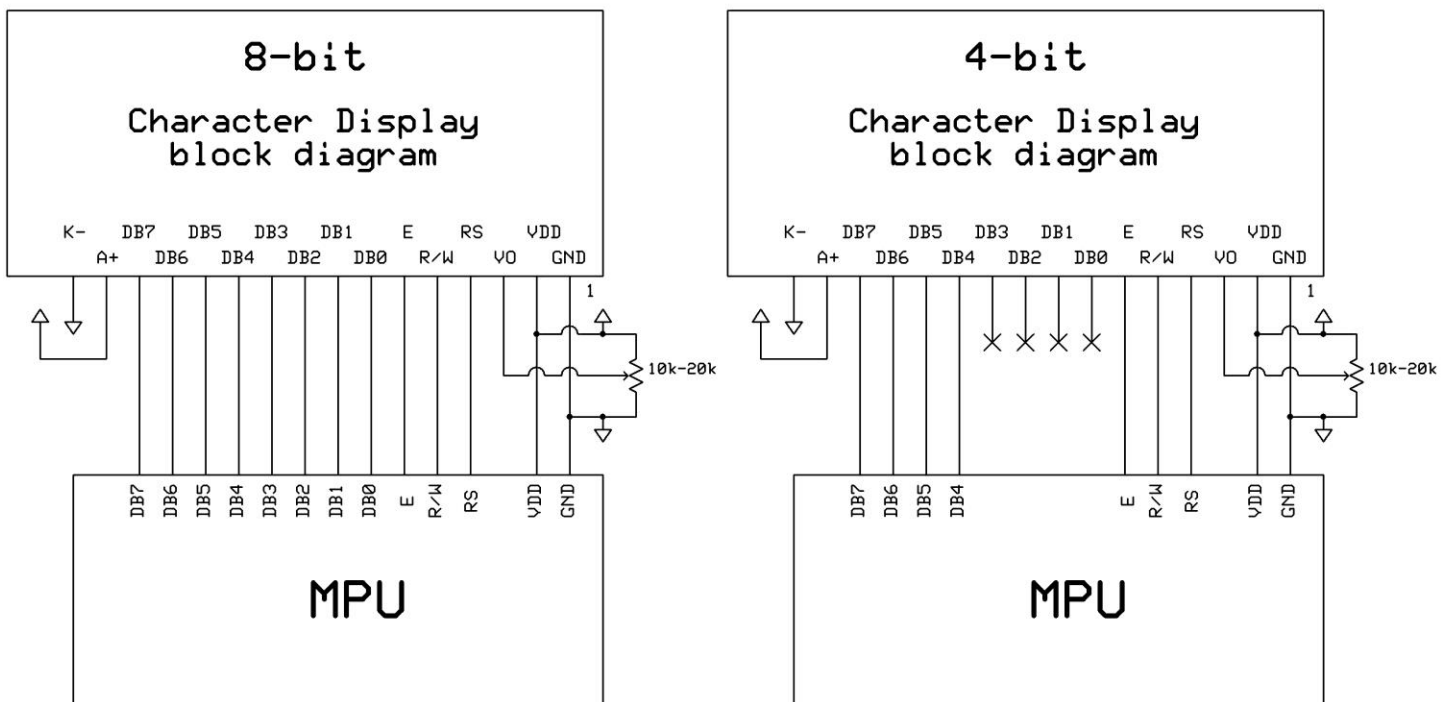 8-bit
Character Display
block diagram
K- DB7 DB5 DB3 DB1 E RS VDD
A+ DB6 DB4 DB2 DB0 R/W VO GND
1
10k-20k
DB7 DB6 DB5 DB4 DB3 DB2 DB1 DB0 E R/W RS VDD GND
MPU
4-bit
Character Display
block diagram
K- DB7 DB5 DB3 DB1 E RS VDD
A+ DB6 DB4 DB2 DB0 R/W VO GND
1
10k-20k
DB7 DB6 DB5 DB4 E R/W RS VDD GND
MPU